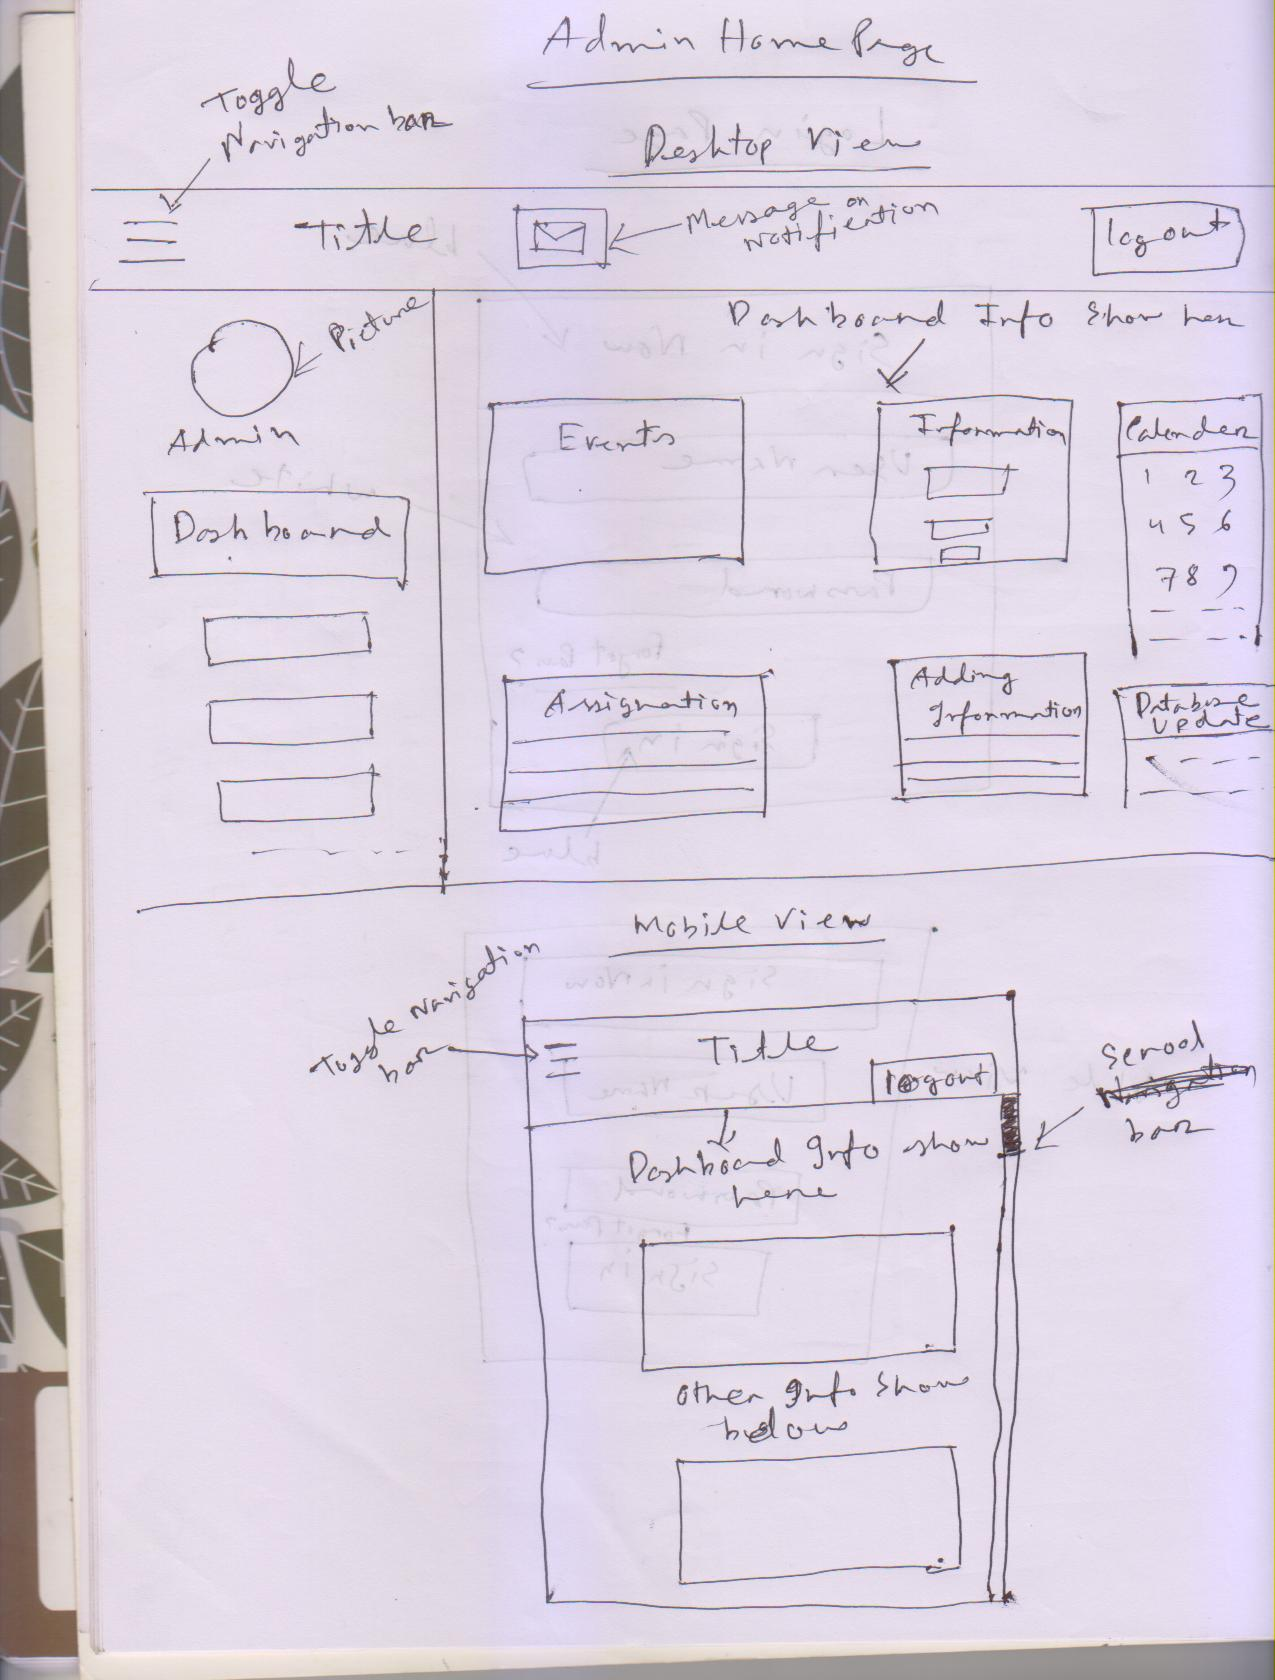 Admin Home Page
Toggle
Navigation bar
Desktop View
Title
Message or
Notification
logout
Picture
Dashboard Info Show here
Admin
Events
Information
Calender
1 2 3
4 5 6
7 8 9
Dashboard
Assignation
Adding
Information
Database
Update
Mobile View
Toggle Navigation
bar
Title
logout
bar
Dashboard Info show
here
Other Info Show
below